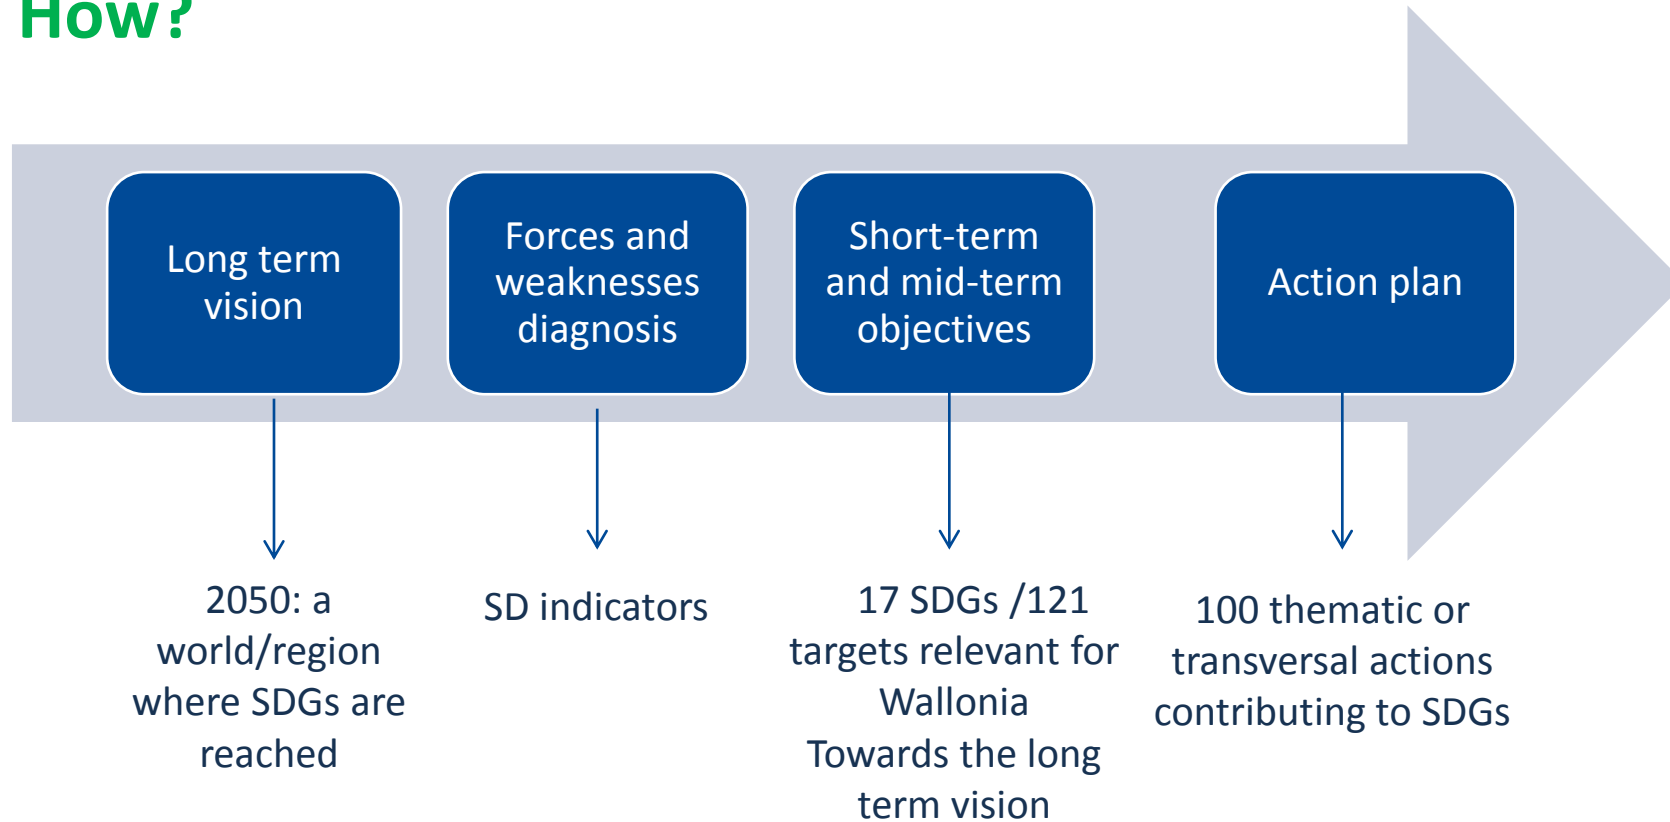 How?
Long term
vision
Forces and
weaknesses
diagnosis
Short-term
and mid-term
objectives
Action plan
2050: a
world/region
where SDGs are
reached
SD indicators
17 SDGs /121
targets relevant for
Wallonia
Towards the long
term vision
100 thematic or
transversal actions
contributing to SDGs